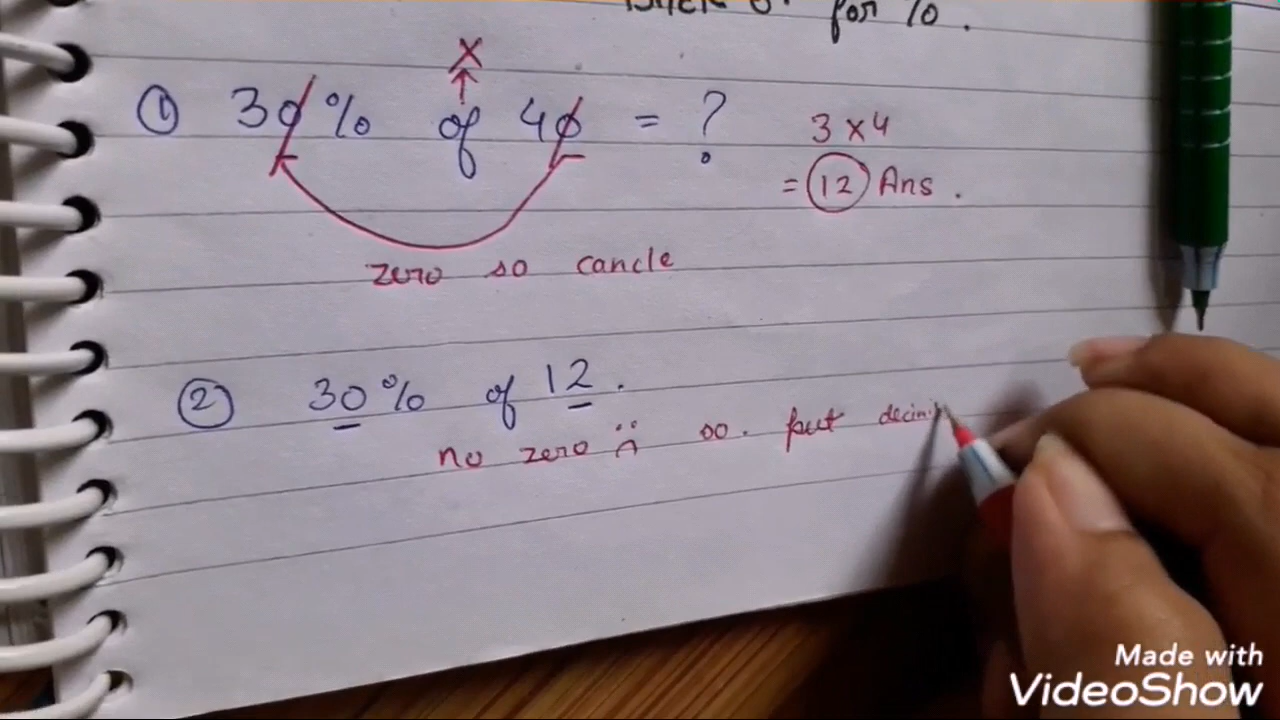 for %.
① 30% of 40 = ?
x
3 x 4
= 12 Ans.
zero so cancle
② 30% of 12.
no zero so. put
Made with
VideoShow